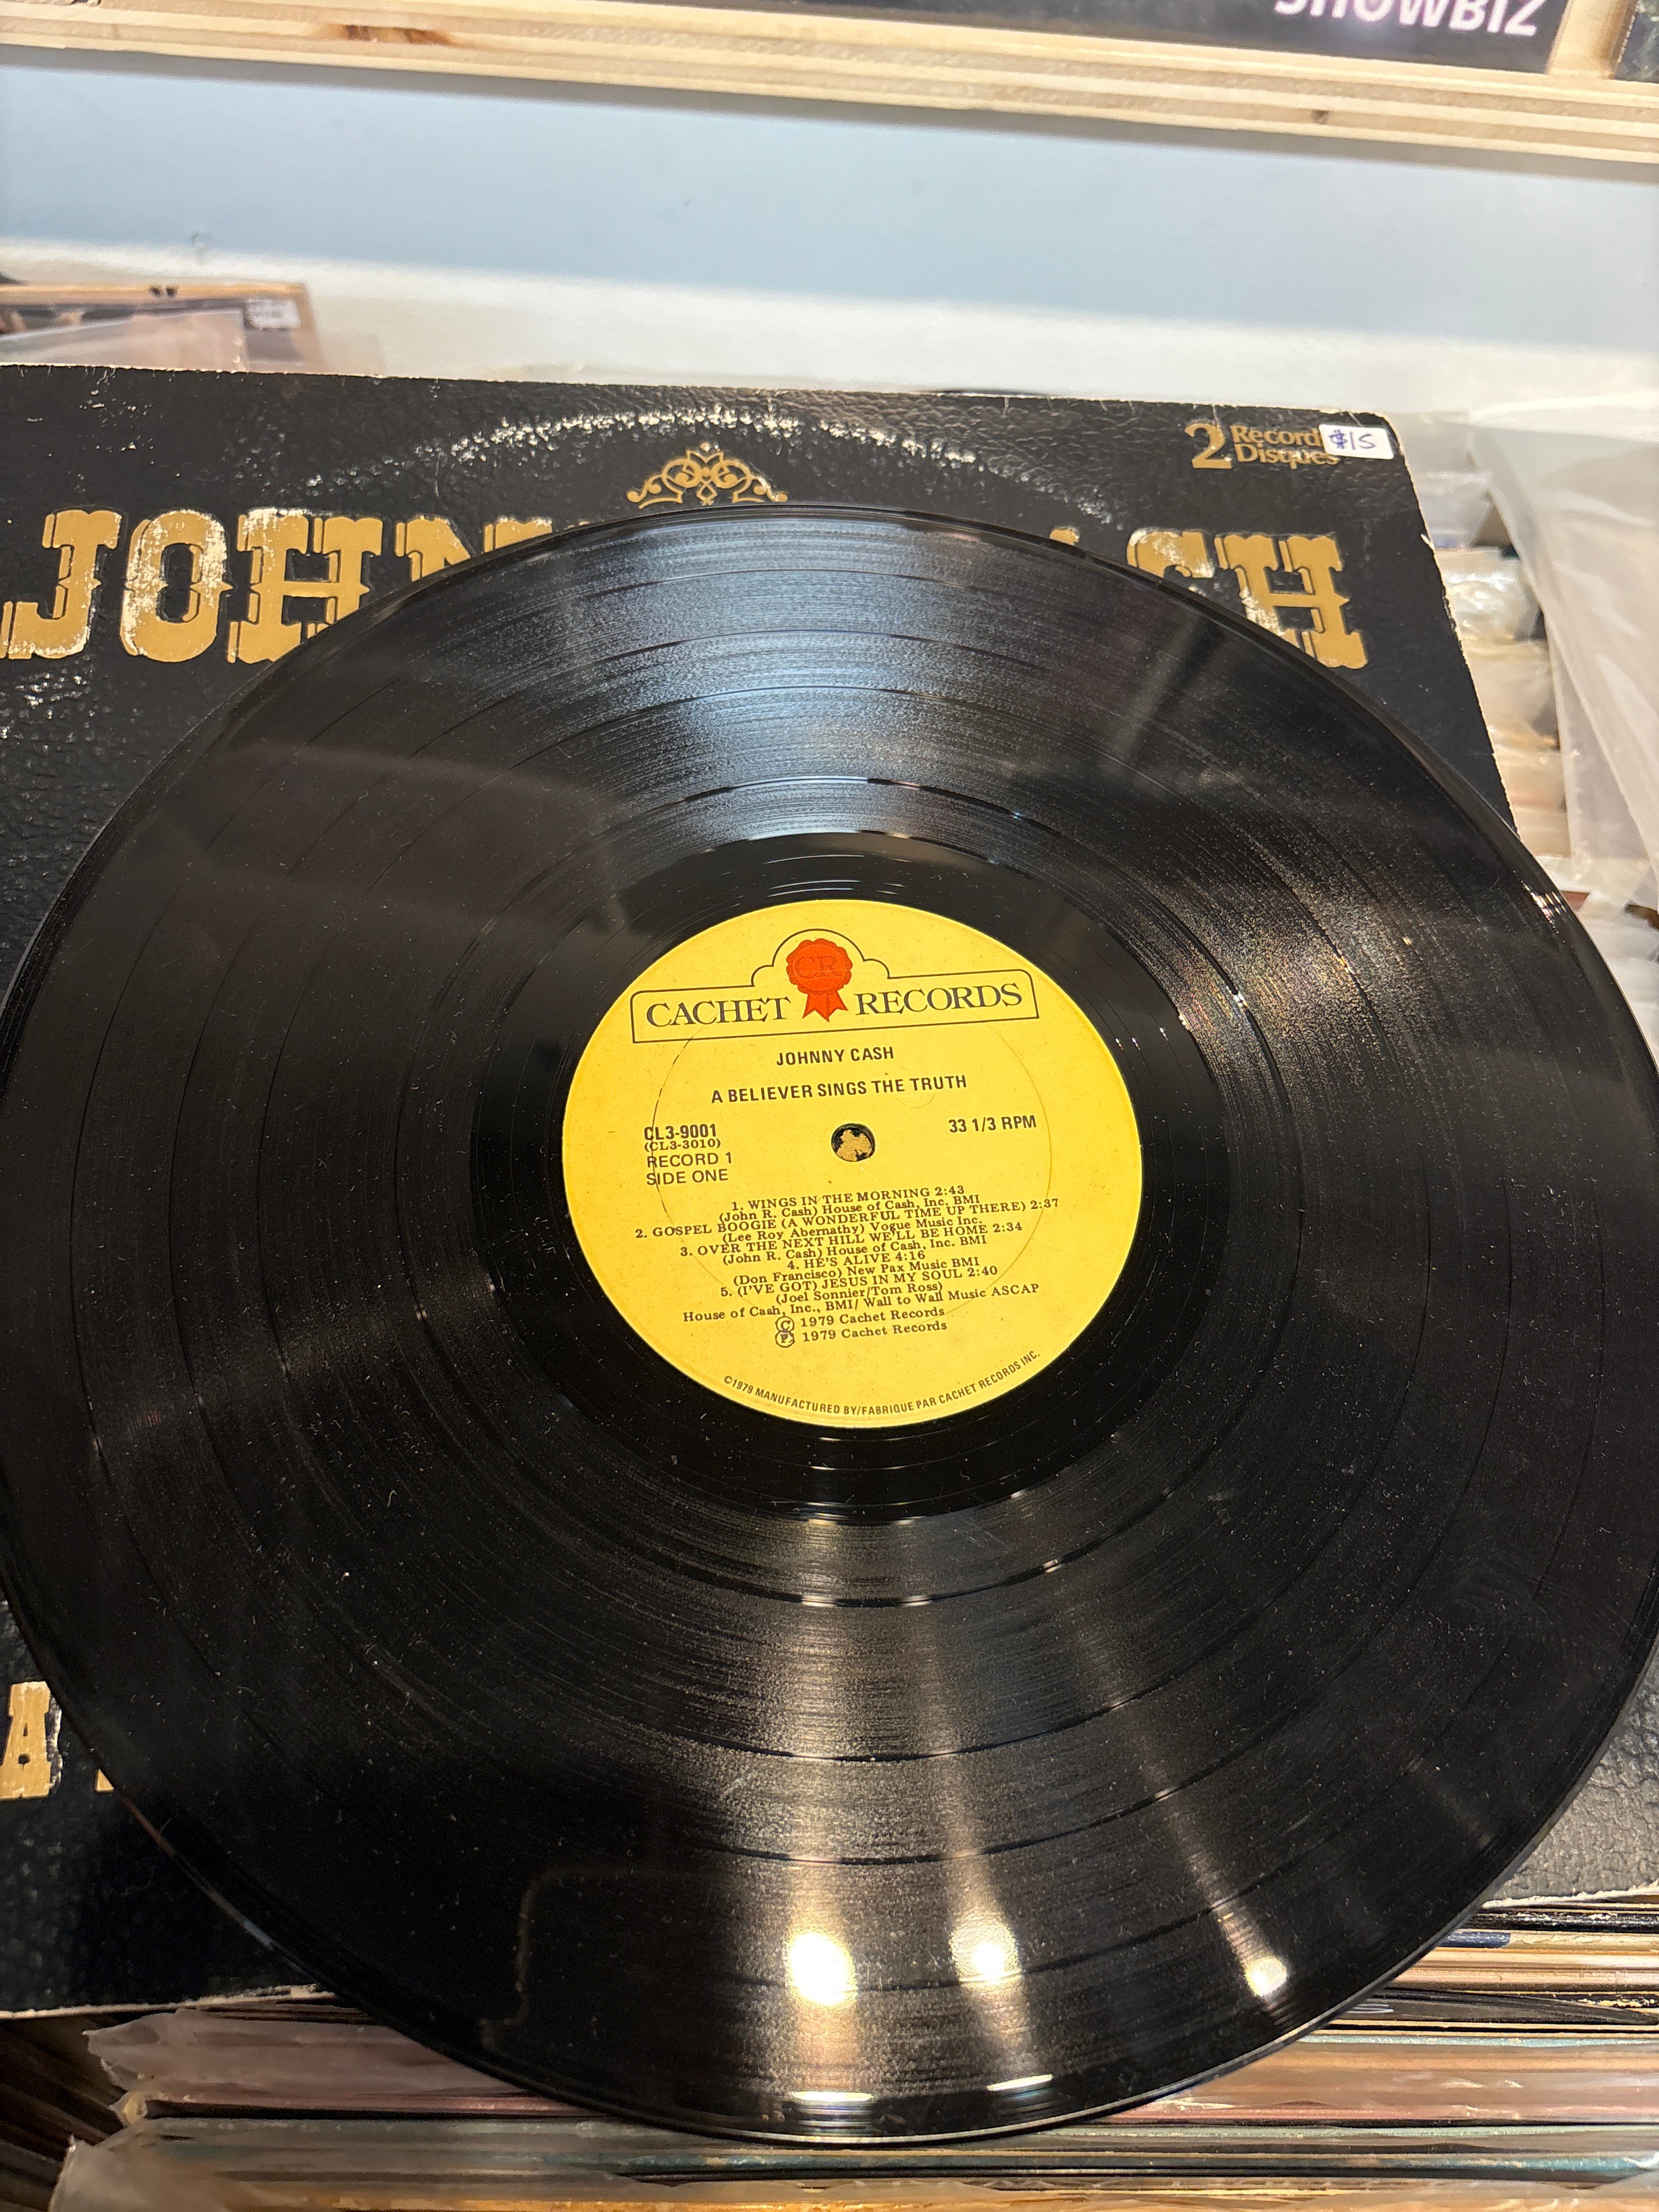 SHOWBIZ
2 Record
Disques
$15
JOHN
SH
CR
CACHET RECORDS
JOHNNY CASH
A BELIEVER SINGS THE TRUTH
CL3-9001
(CL3-3010)
RECORD 1
SIDE ONE
33 1/3 RPM
1. WINGS IN THE MORNING 2:43
(John R. Cash) House of Cash, Inc. BMI
2. GOSPEL BOOGIE (A WONDERFUL TIME UP THERE) 2:37
(Lee Roy Abernathy) Vogue Music Inc.
3. OVER THE NEXT HILL WE'LL BE HOME 2:34
(John R. Cash) House of Cash, Inc. BMI
4. HE'S ALIVE 4:16
(Don Francisco) New Pax Music BMI
5. (I'VE GOT) JESUS IN MY SOUL 2:40
(Joel Sonnier/Tom Ross)
House of Cash, Inc., BMI/ Wall to Wall Music ASCAP
Ⓒ 1979 Cachet Records
Ⓟ 1979 Cachet Records
©1979 MANUFACTURED BY/FABRIQUE PAR CACHET RECORDS INC.
A